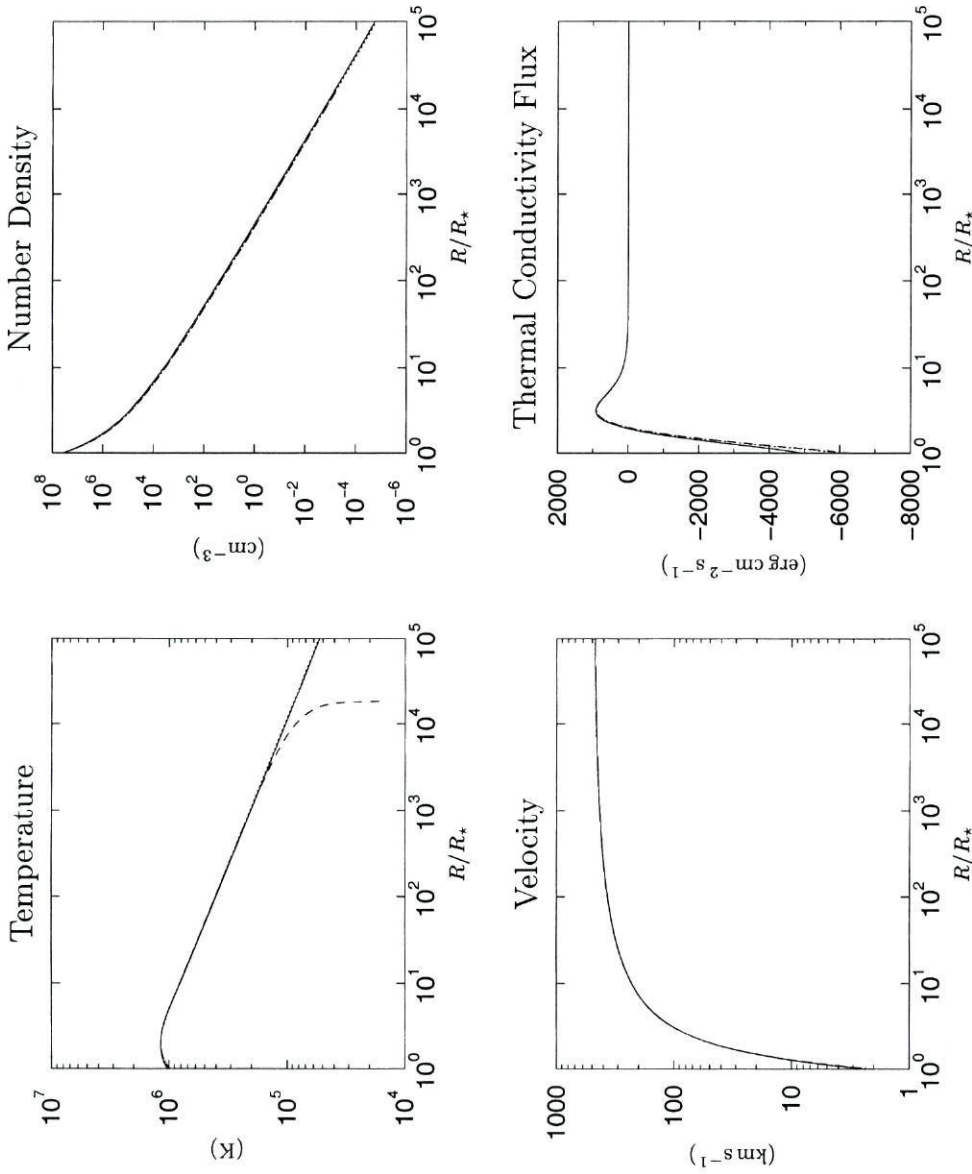 Temperature
(K)
10^7
10^6
10^5
10^4
10^0 10^1 10^2 10^3 10^4 10^5
R/R⋆
Number Density
(cm^−3)
10^8
10^6
10^4
10^2
10^0
10^-2
10^-4
10^-6
10^0 10^1 10^2 10^3 10^4 10^5
R/R⋆
Velocity
(km s^−1)
1000
100
10
1
10^0 10^1 10^2 10^3 10^4 10^5
R/R⋆
Thermal Conductivity Flux
(erg cm^−2 s^−1)
2000
0
-2000
-4000
-6000
-8000
10^0 10^1 10^2 10^3 10^4 10^5
R/R⋆